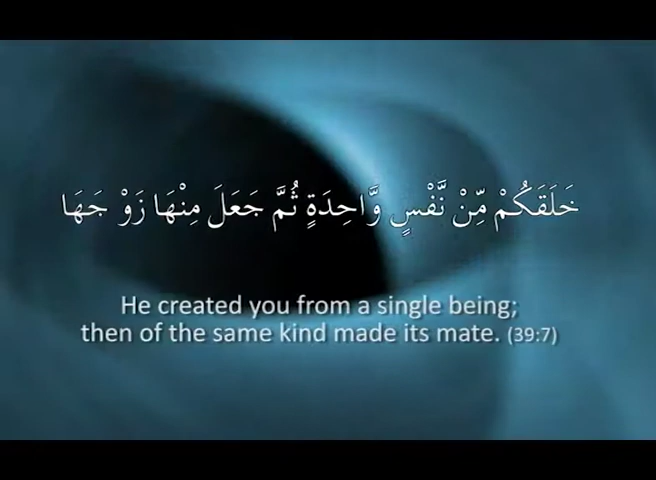 خَلَقَكُمْ مِّنْ نَّفْسٍ وَّاحِدَةٍ ثُمَّ جَعَلَ مِنْهَا زَوْ جَهَا
He created you from a single being;
then of the same kind made its mate. (39:7)